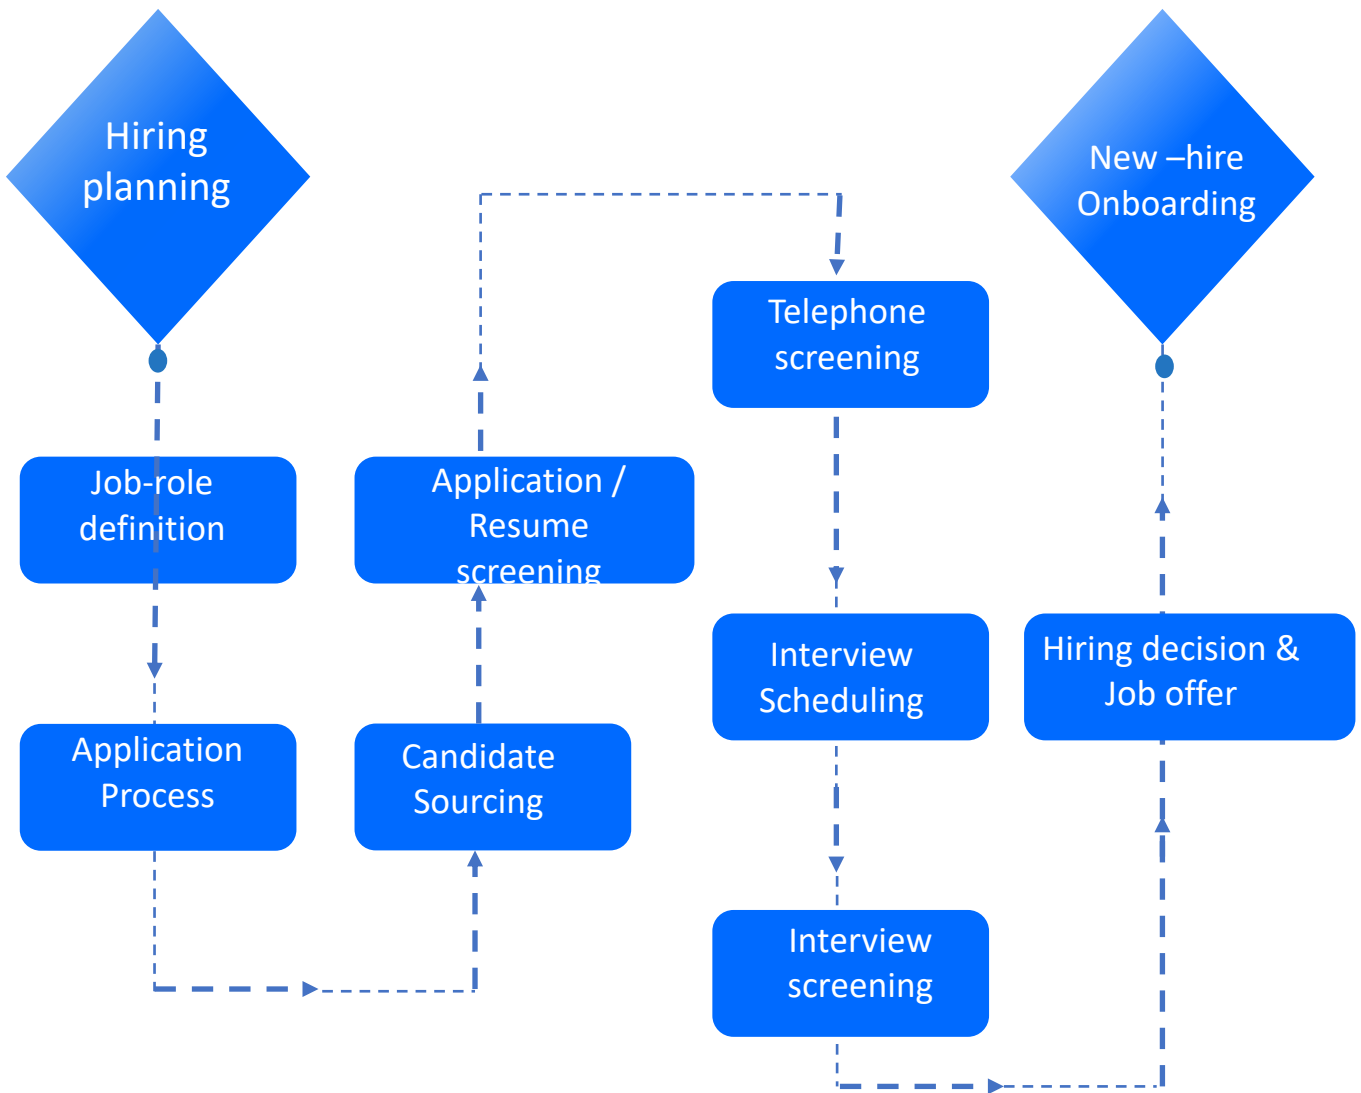 Hiring
planning
Job-role
definition
Application
Process
Candidate
Sourcing
Application /
Resume
screening
Telephone
screening
Interview
Scheduling
Interview
screening
Hiring decision &
Job offer
New –hire
Onboarding